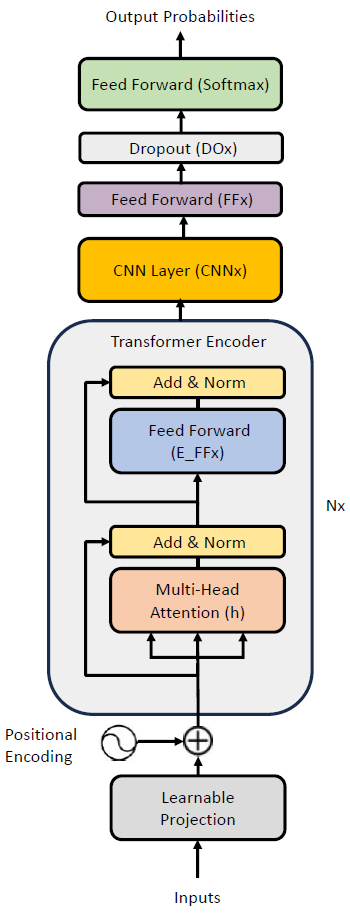 Output Probabilities
Feed Forward (Softmax)
Dropout (DOx)
Feed Forward (FFx)
CNN Layer (CNNx)
Transformer Encoder
Add & Norm
Feed Forward
(E_FFx)
Nx
Add & Norm
Multi-Head
Attention (h)
Positional
Encoding
Learnable
Projection
Inputs